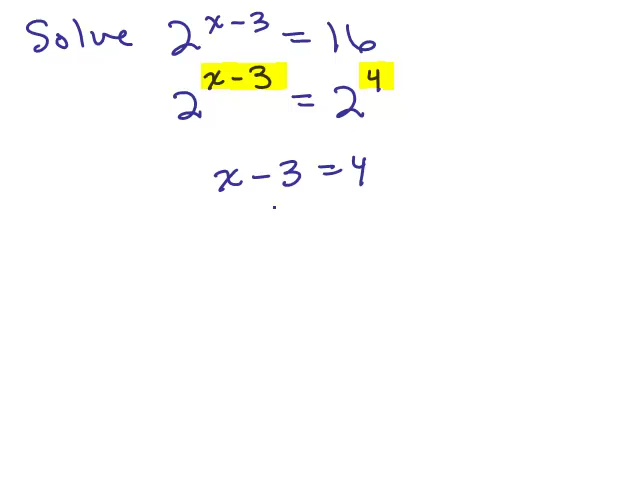 Solve 2^{x-3} = 16
2^{x-3} = 2^{4}
x - 3 = 4